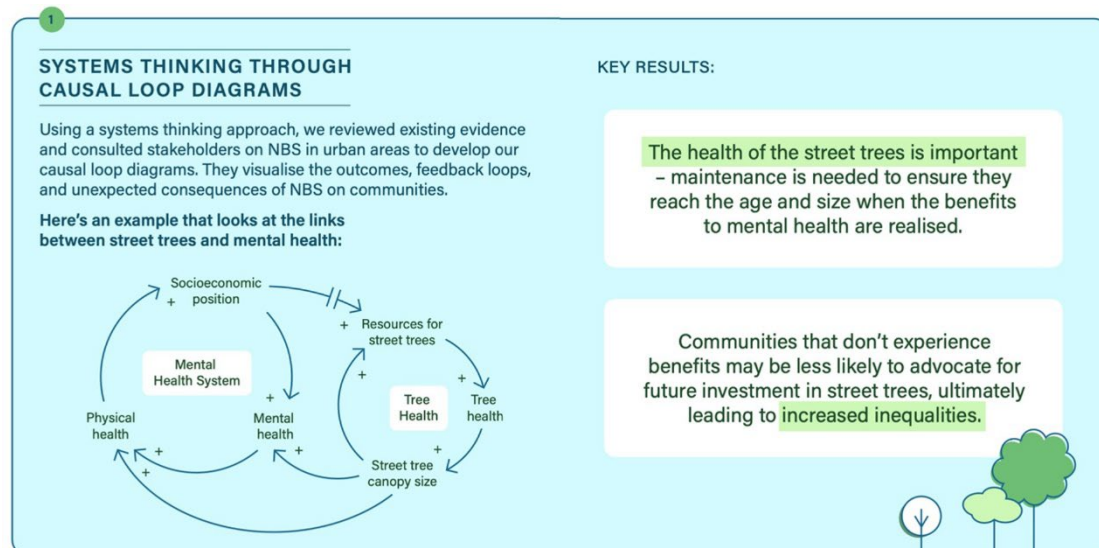 1
SYSTEMS THINKING THROUGH
CAUSAL LOOP DIAGRAMS
Using a systems thinking approach, we reviewed existing evidence
and consulted stakeholders on NBS in urban areas to develop our
causal loop diagrams. They visualise the outcomes, feedback loops,
and unexpected consequences of NBS on communities.
Here's an example that looks at the links
between street trees and mental health:
Socioeconomic
position
+
+
Resources for
street trees
+
Mental
Health System
+
Tree
Health
+
Tree
health
Physical
health
Mental
health
+
+
+
+
Street tree
canopy size
KEY RESULTS:
The health of the street trees is important
– maintenance is needed to ensure they
reach the age and size when the benefits
to mental health are realised.
Communities that don't experience
benefits may be less likely to advocate for
future investment in street trees, ultimately
leading to increased inequalities.